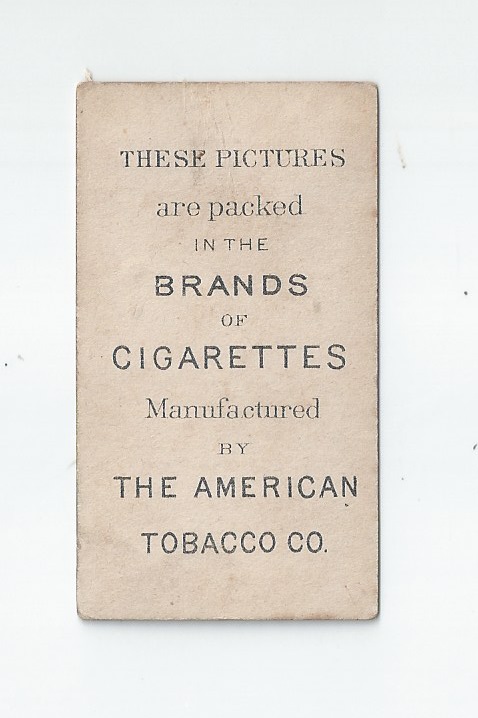 THESE PICTURES
are packed
IN THE
BRANDS
OF
CIGARETTES
Manufactured
BY
THE AMERICAN
TOBACCO CO.